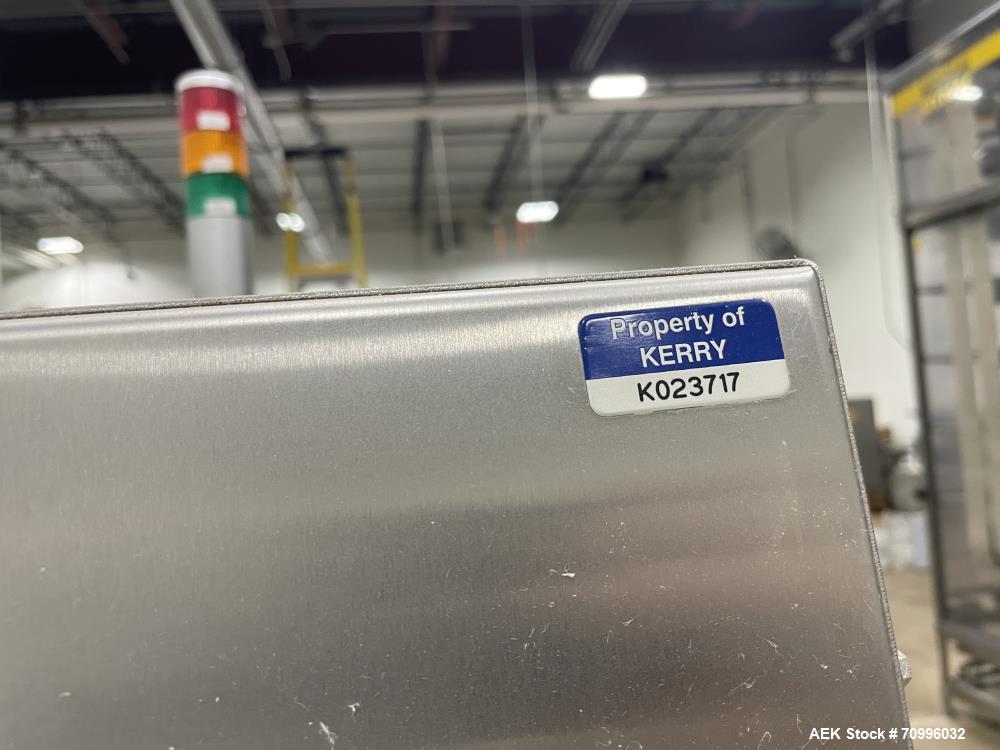 Property of
KERRY
K023717
AEK Stock # 70996032